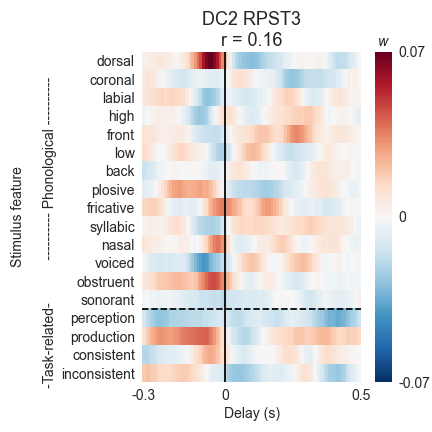 DC2 RPST3
r = 0.16
w
0.07
0
-0.07
Stimulus feature
---------- Phonological ----------
-Task-related-
dorsal
coronal
labial
high
front
low
back
plosive
fricative
syllabic
nasal
voiced
obstruent
sonorant
perception
production
consistent
inconsistent
-0.3
0
0.5
Delay (s)